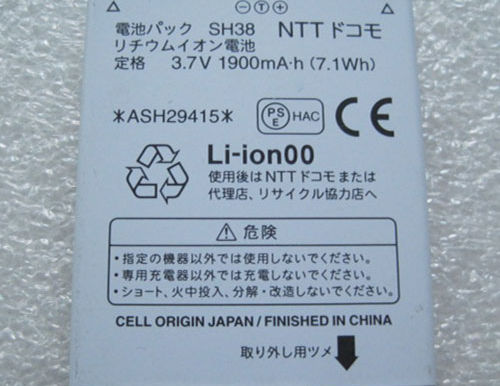 電池パック SH38 NTTドコモ
リチウムイオン電池
定格 3.7V 1900mA·h (7.1Wh)
*ASH29415* PS E HAC CE
Li-ion00
使用後はNTTドコモまたは
代理店、リサイクル協力店へ
危険
・指定の機器以外では使用しないでください。
・専用充電器以外では充電しないでください。
・ショート、火中投入、分解・改造しないでください。
CELL ORIGIN JAPAN / FINISHED IN CHINA
取り外し用ツメ